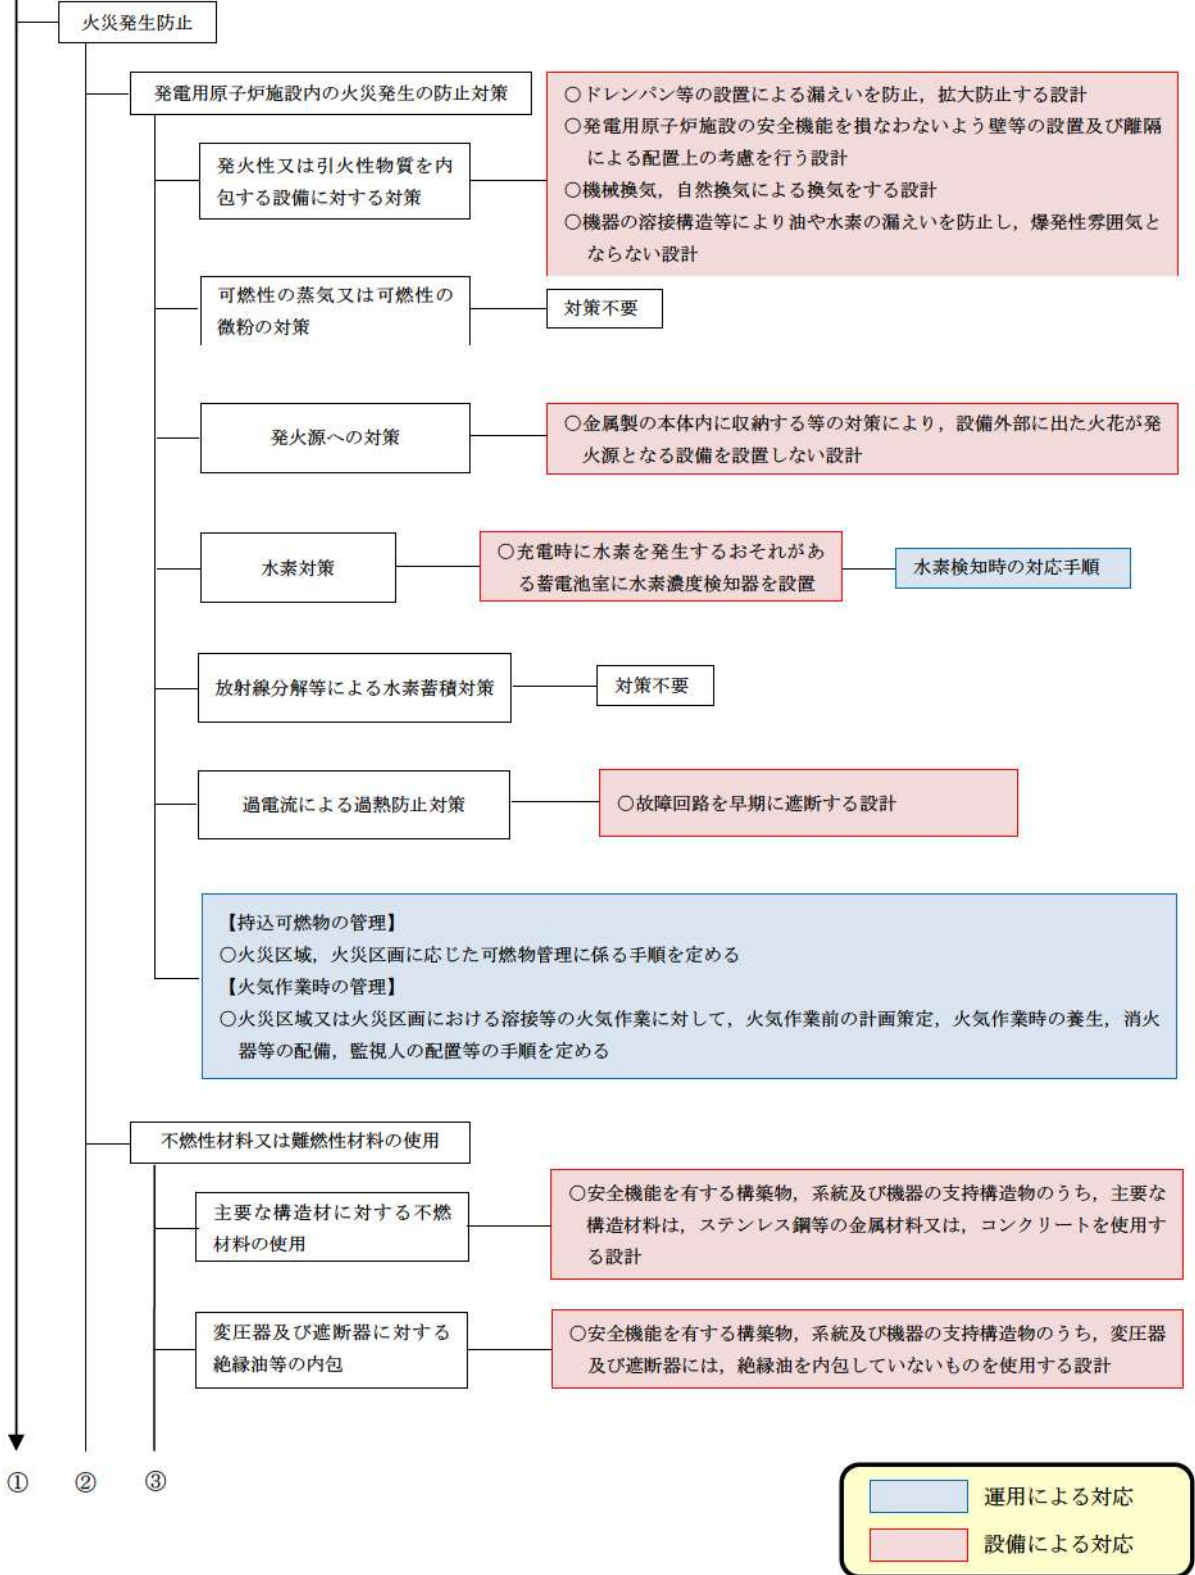 火災発生防止
発電用原子炉施設内の火災発生の防止対策
発火性又は引火性物質を内
包する設備に対する対策
○ドレンパン等の設置による漏えいを防止，拡大防止する設計
○発電用原子炉施設の安全機能を損なわないよう壁等の設置及び離隔
による配置上の考慮を行う設計
○機械換気，自然換気による換気をする設計
○機器の溶接構造等により油や水素の漏えいを防止し，爆発性雰囲気と
ならない設計
可燃性の蒸気又は可燃性の
微粉の対策
対策不要
発火源への対策
○金属製の本体内に収納する等の対策により，設備外部に出た火花が発
火源となる設備を設置しない設計
水素対策
○充電時に水素を発生するおそれがあ
る蓄電池室に水素濃度検知器を設置
水素検知時の対応手順
放射線分解等による水素蓄積対策
対策不要
過電流による過熱防止対策
○故障回路を早期に遮断する設計
【持込可燃物の管理】
○火災区域，火災区画に応じた可燃物管理に係る手順を定める
【火気作業時の管理】
○火災区域又は火災区画における溶接等の火気作業に対して，火気作業前の計画策定，火気作業時の養生，消火
器等の配備，監視人の配置等の手順を定める
不燃性材料又は難燃性材料の使用
主要な構造材に対する不燃
材料の使用
○安全機能を有する構築物，系統及び機器の支持構造物のうち，主要な
構造材料は，ステンレス鋼等の金属材料又は，コンクリートを使用す
る設計
変圧器及び遮断器に対する
絶縁油等の内包
○安全機能を有する構築物，系統及び機器の支持構造物のうち，変圧器
及び遮断器には，絶縁油を内包していないものを使用する設計
① ② ③
運用による対応
設備による対応